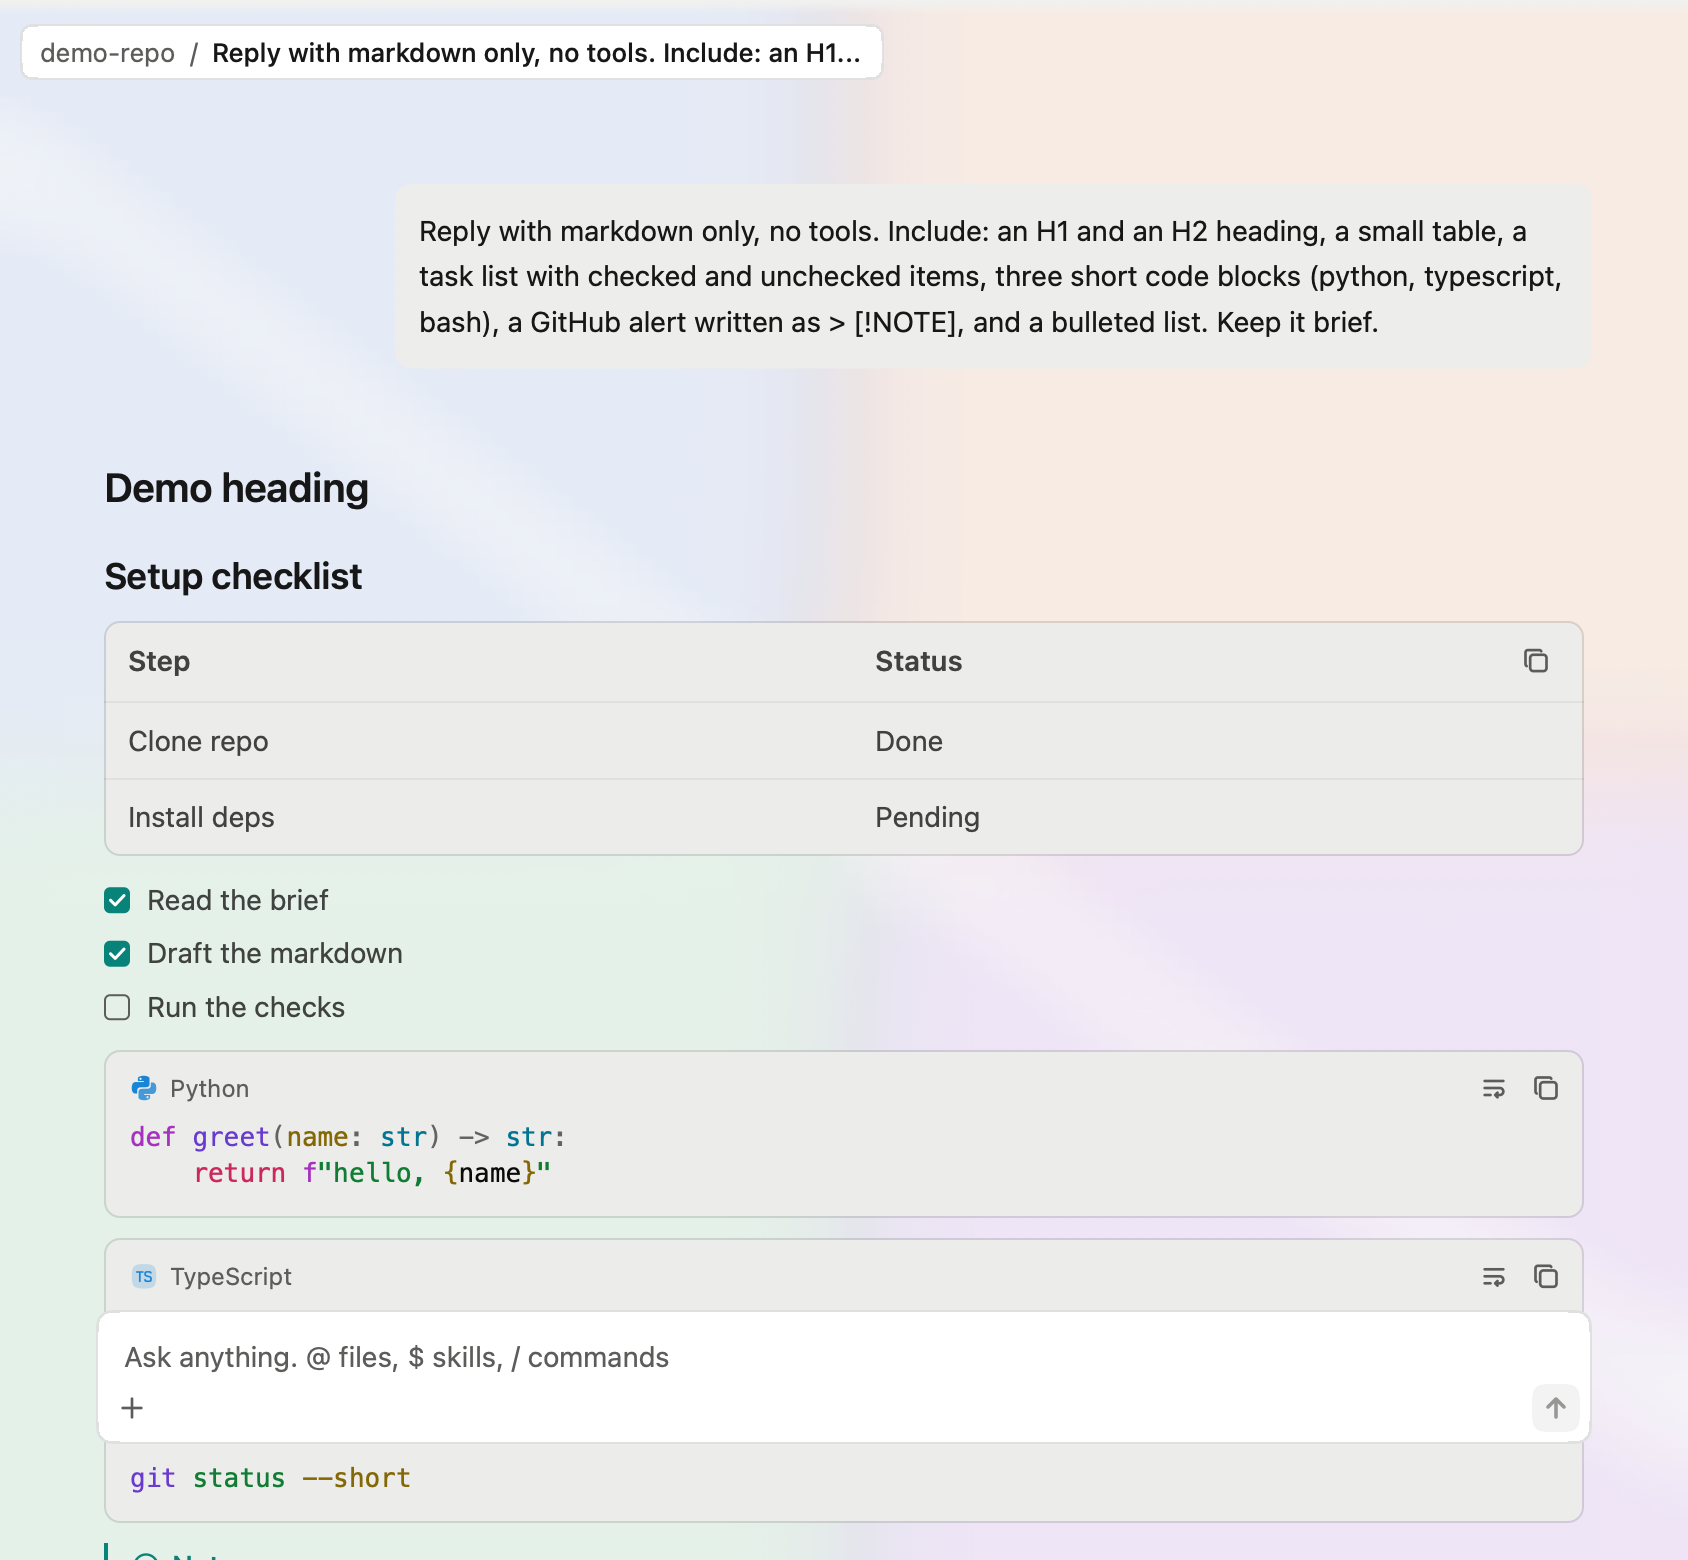 demo-repo / Reply with markdown only, no tools. Include: an H1...
Reply with markdown only, no tools. Include: an H1 and an H2 heading, a small table, a
task list with checked and unchecked items, three short code blocks (python, typescript,
bash), a GitHub alert written as > [!NOTE], and a bulleted list. Keep it brief.
Demo heading
Setup checklist
Step Status
Clone repo Done
Install deps Pending
Read the brief
Draft the markdown
Run the checks
Python
def greet(name: str) -> str:
    return f"hello, {name}"
TS TypeScript
Ask anything. @ files, $ skills, / commands
git status --short